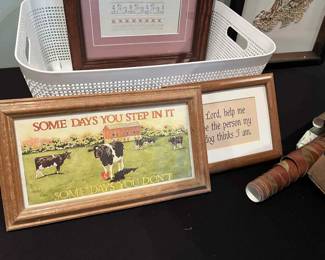 SOME DAYS YOU STEP IN IT
SOME DAYS YOU DON'T
Lord, help me
be the person my
dog thinks I am.